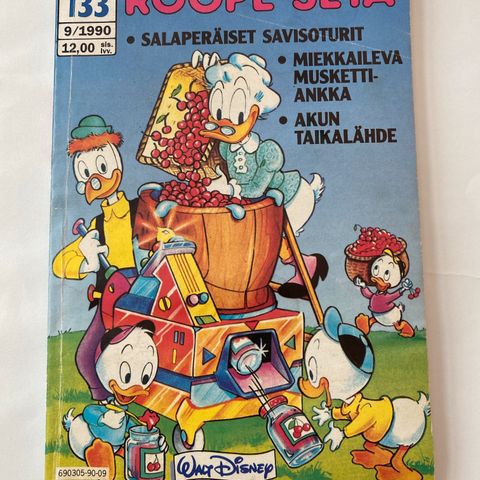 133
ROOPE-SETÄ
9/1990
12,00 sis. lvv.
• SALAPERÄISET SAVISOTURIT
• MIEKKAILEVA
MUSKETTI-
ANKKA
• AKUN
TAIKALÄHDE
690305-90-09
WALT DISNEY